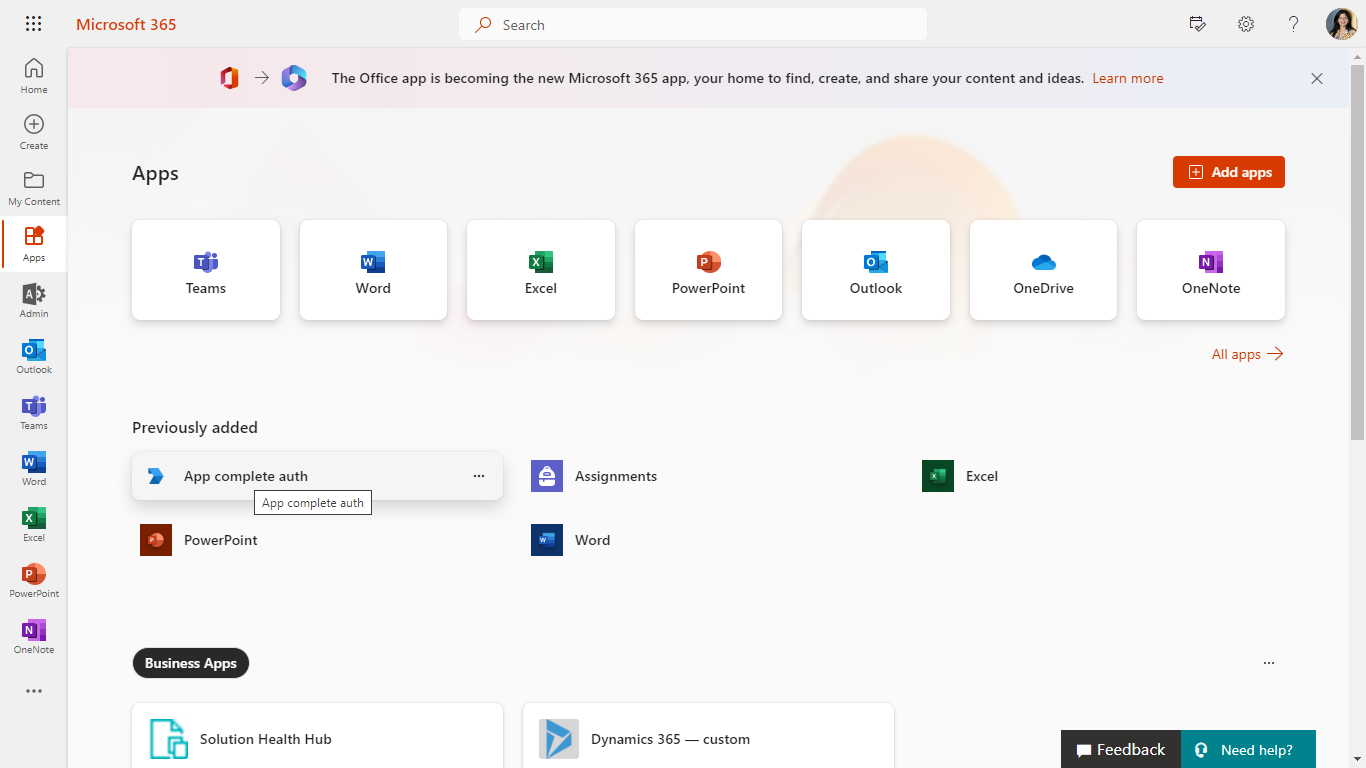 Microsoft 365
Search
The Office app is becoming the new Microsoft 365 app, your home to find, create, and share your content and ideas. Learn more
Home
Create
My Content
Apps
Admin
Outlook
Teams
Word
Excel
PowerPoint
OneNote
Apps
Add apps
Teams
Word
Excel
PowerPoint
Outlook
OneDrive
OneNote
All apps
Previously added
App complete auth
Assignments
Excel
App complete auth
PowerPoint
Word
Business Apps
Solution Health Hub
Dynamics 365 — custom
Feedback
Need help?